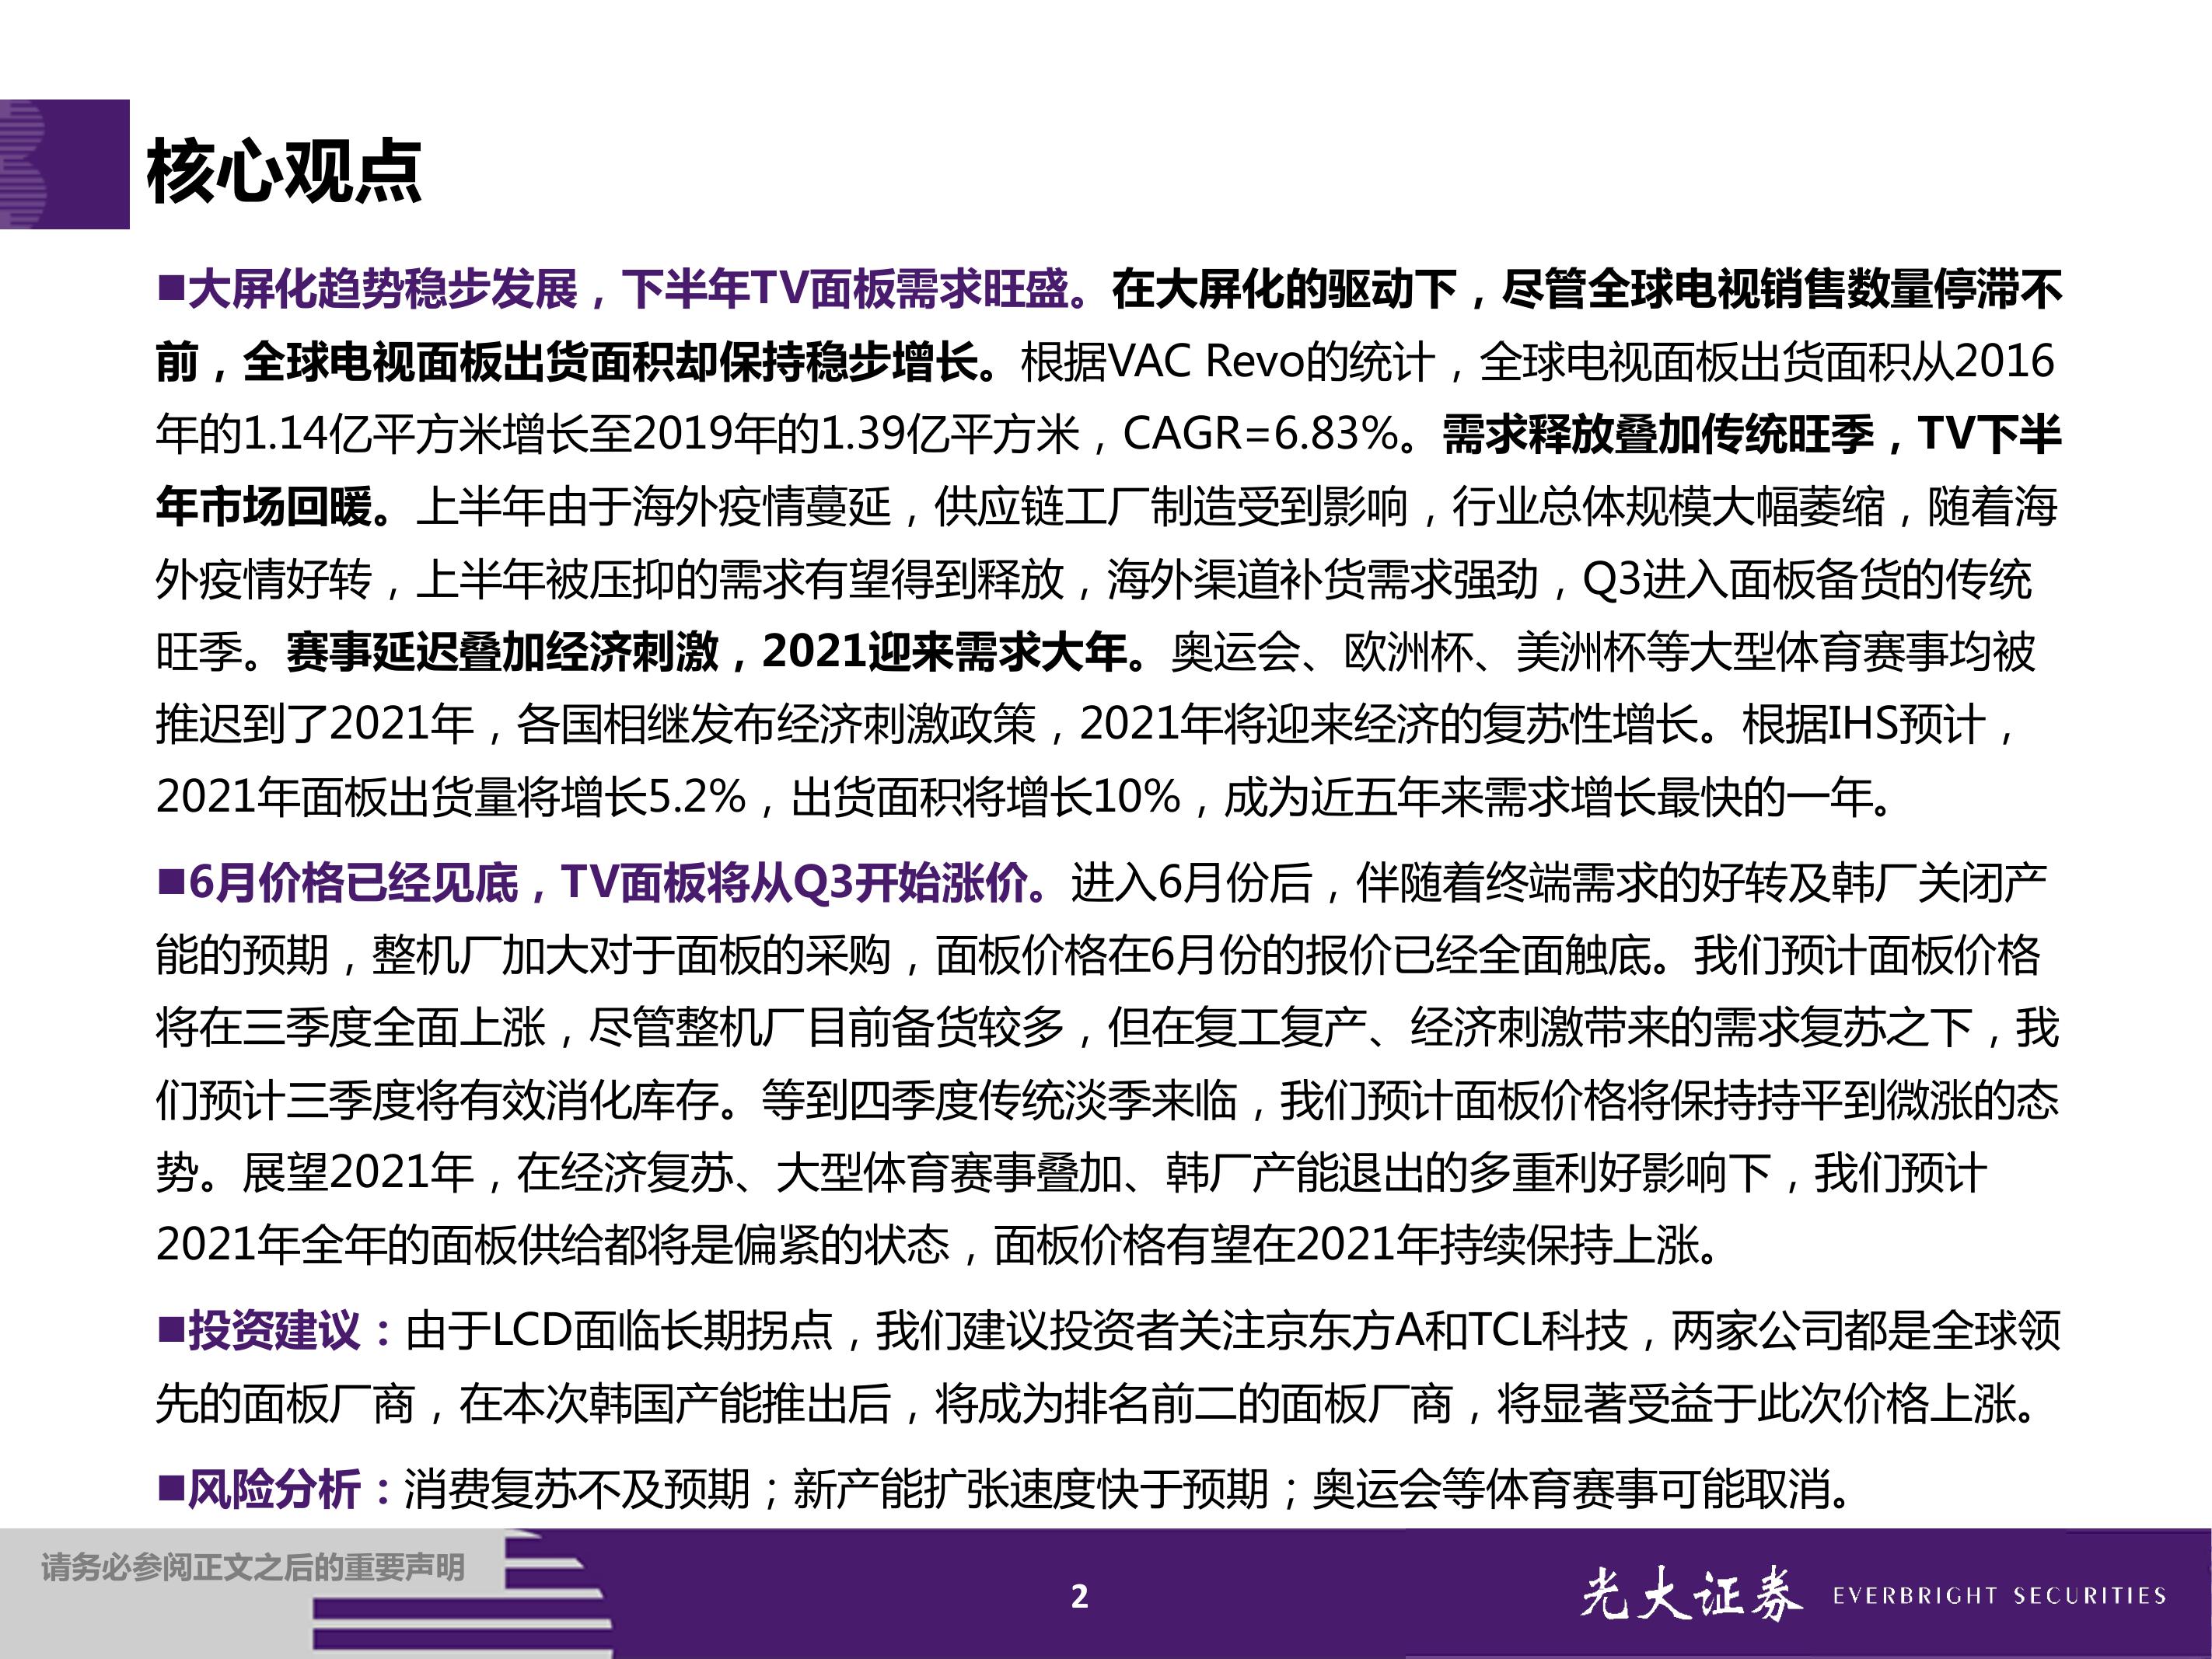 核心观点
■大屏化趋势稳步发展，下半年TV面板需求旺盛。在大屏化的驱动下，尽管全球电视销售数量停滞不
前，全球电视面板出货面积却保持稳步增长。根据VAC Revo的统计，全球电视面板出货面积从2016
年的1.14亿平方米增长至2019年的1.39亿平方米，CAGR=6.83%。需求释放叠加传统旺季，TV下半
年市场回暖。上半年由于海外疫情蔓延，供应链工厂制造受到影响，行业总体规模大幅萎缩，随着海
外疫情好转，上半年被压抑的需求有望得到释放，海外渠道补货需求强劲，Q3进入面板备货的传统
旺季。赛事延迟叠加经济刺激，2021迎来需求大年。奥运会、欧洲杯、美洲杯等大型体育赛事均被
推迟到了2021年，各国相继发布经济刺激政策，2021年将迎来经济的复苏性增长。根据IHS预计，
2021年面板出货量将增长5.2%，出货面积将增长10%，成为近五年来需求增长最快的一年。
■6月价格已经见底，TV面板将从Q3开始涨价。进入6月份后，伴随着终端需求的好转及韩厂关闭产
能的预期，整机厂加大对于面板的采购，面板价格在6月份的报价已经全面触底。我们预计面板价格
将在三季度全面上涨，尽管整机厂目前备货较多，但在复工复产、经济刺激带来的需求复苏之下，我
们预计三季度将有效消化库存。等到四季度传统淡季来临，我们预计面板价格将保持持平到微涨的态
势。展望2021年，在经济复苏、大型体育赛事叠加、韩厂产能退出的多重利好影响下，我们预计
2021年全年的面板供给都将是偏紧的状态，面板价格有望在2021年持续保持上涨。
■投资建议：由于LCD面临长期拐点，我们建议投资者关注京东方A和TCL科技，两家公司都是全球领
先的面板厂商，在本次韩国产能推出后，将成为排名前二的面板厂商，将显著受益于此次价格上涨。
■风险分析：消费复苏不及预期；新产能扩张速度快于预期；奥运会等体育赛事可能取消。
请务必参阅正文之后的重要声明
2
光大证券 EVERBRIGHT SECURITIES